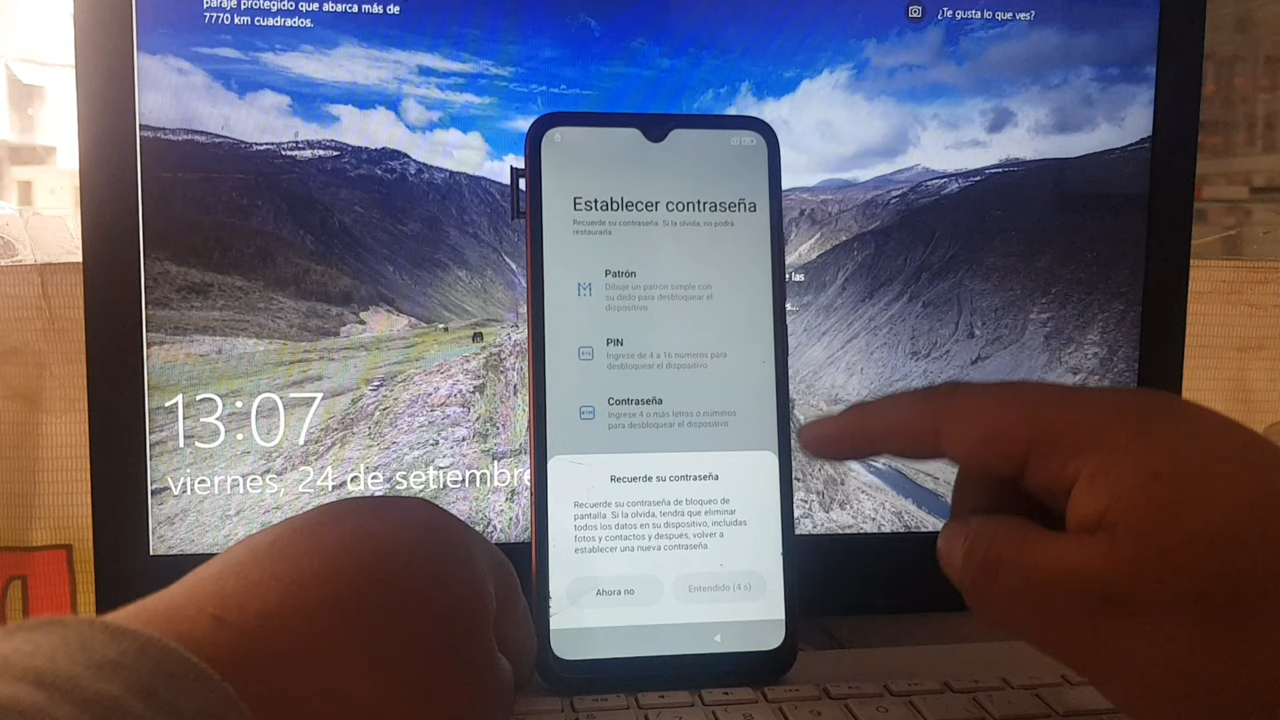 paraje protegido que abarca más de
7770 km cuadrados.
¿Te gusta lo que ves?
Establecer contraseña
Recuerde su contraseña. Si la olvida, no podrá
restaurarla
Patrón
Dibuje un patrón simple con
su dedo para desbloquear el
dispositivo
PIN
Ingrese de 4 a 16 números para
desbloquear el dispositivo
Contraseña
Ingrese 4 o más letras o números
para desbloquear el dispositivo
Recuerde su contraseña
Recuerde su contraseña de bloqueo de
pantalla. Si la olvida, tendrá que eliminar
todos los datos en su dispositivo, incluidas
fotos y contactos y después, volver a
establecer una nueva contraseña.
Ahora no
Entendido (4 s)
las
13:07
viernes, 24 de setiembre